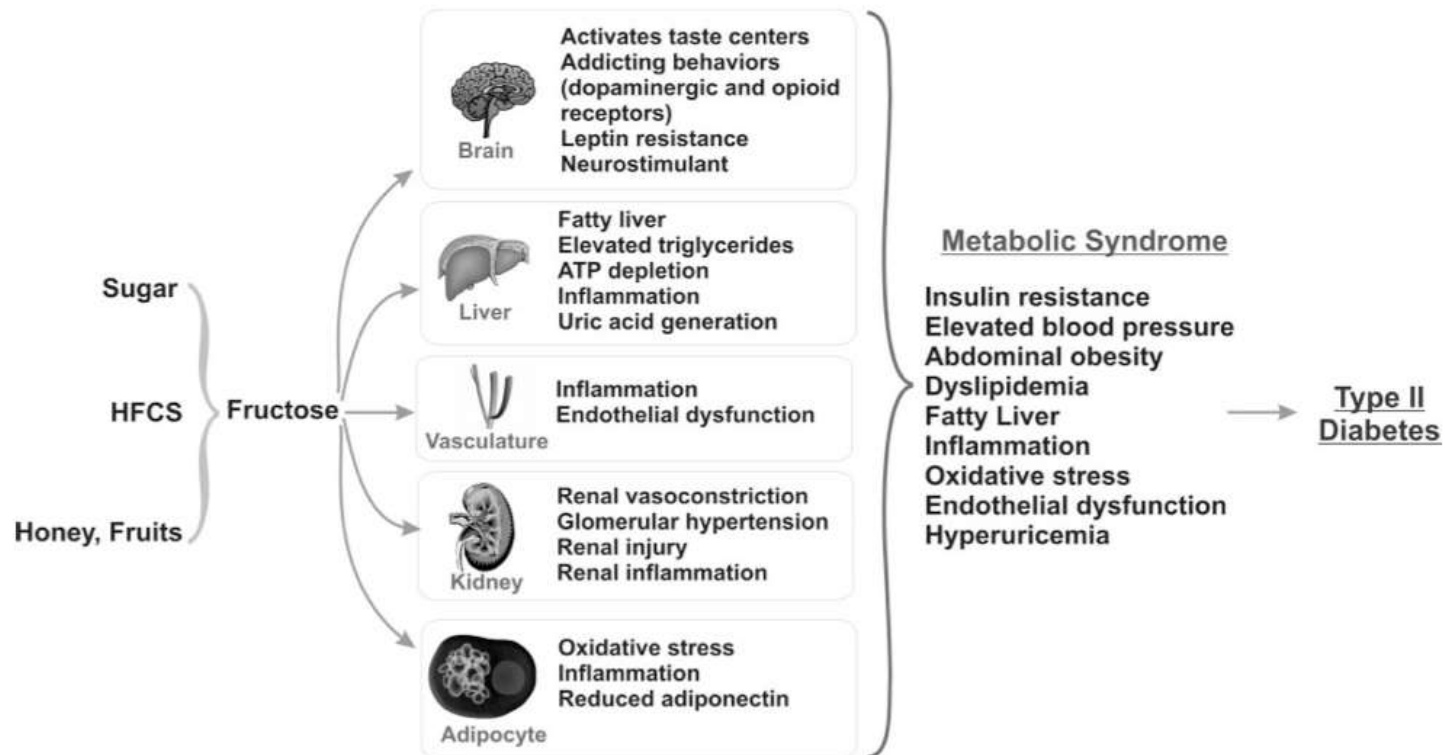 Sugar
HFCS
Honey, Fruits
Fructose
Brain
Activates taste centers
Addicting behaviors
(dopaminergic and opioid
receptors)
Leptin resistance
Neurostimulant
Liver
Fatty liver
Elevated triglycerides
ATP depletion
Inflammation
Uric acid generation
Vasculature
Inflammation
Endothelial dysfunction
Kidney
Renal vasoconstriction
Glomerular hypertension
Renal injury
Renal inflammation
Adipocyte
Oxidative stress
Inflammation
Reduced adiponectin
Metabolic Syndrome
Insulin resistance
Elevated blood pressure
Abdominal obesity
Dyslipidemia
Fatty Liver
Inflammation
Oxidative stress
Endothelial dysfunction
Hyperuricemia
Type II
Diabetes